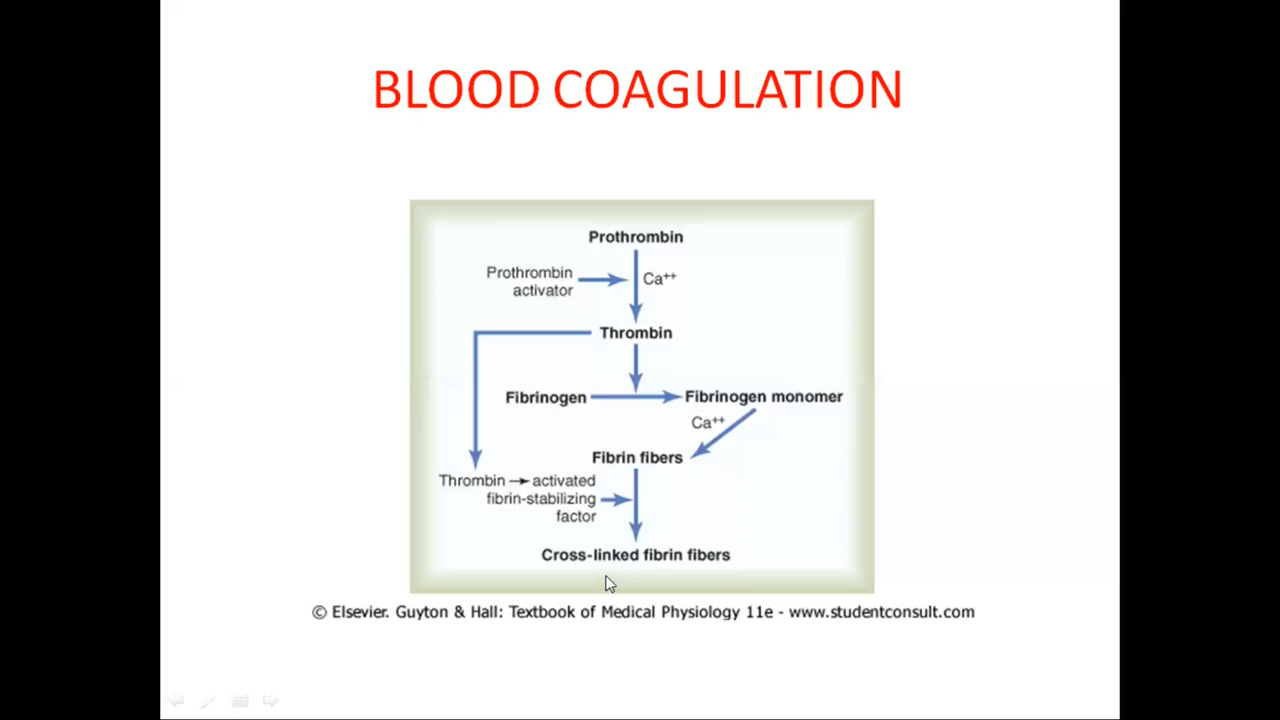 BLOOD COAGULATION
Prothrombin
Prothrombin
activator
Ca⁺⁺
Thrombin
Fibrinogen
Fibrinogen monomer
Ca⁺⁺
Fibrin fibers
Thrombin → activated
fibrin-stabilizing
factor
Cross-linked fibrin fibers
© Elsevier. Guyton & Hall: Textbook of Medical Physiology 11e - www.studentconsult.com